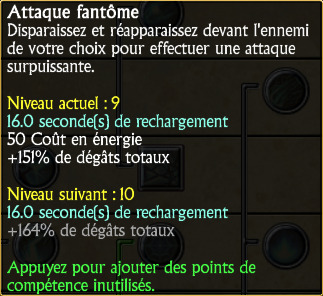 Attaque fantôme
Disparaissez et réapparaissez devant l'ennemi
de votre choix pour effectuer une attaque
surpuissante.
Niveau actuel : 9
16.0 seconde(s) de rechargement
50 Coût en énergie
+151% de dégâts totaux
Niveau suivant : 10
16.0 seconde(s) de rechargement
+164% de dégâts totaux
Appuyez pour ajouter des points de
compétence inutilisés.